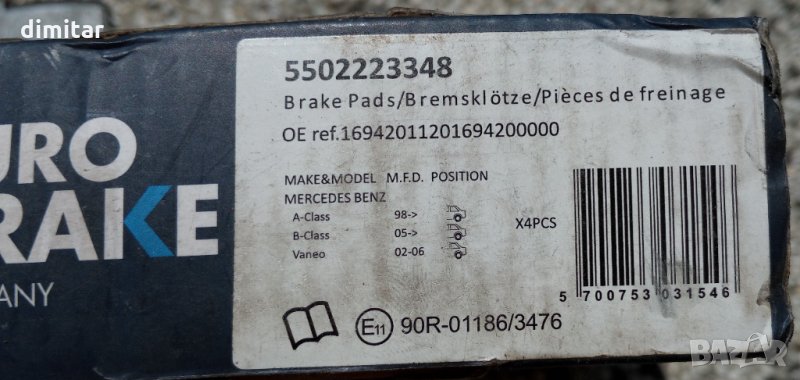 dimitar
5502223348
Brake Pads/Bremsklötze/Pièces de freinage
OE ref.16942011201694200000
MAKE&MODEL M.F.D. POSITION
MERCEDES BENZ
A-Class 98->
B-Class 05->
Vaneo 02-06
X4PCS
URO
RAKE
ANY
5 700753 031546
E11 90R-01186/3476
BAZAR